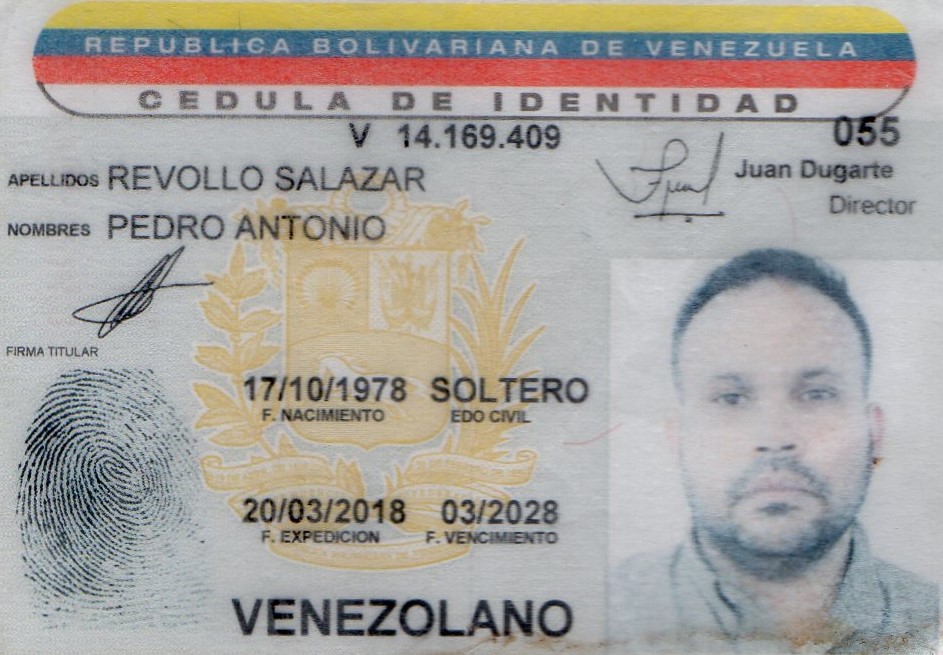 REPUBLICA BOLIVARIANA DE VENEZUELA
CEDULA DE IDENTIDAD
V 14.169.409
055
APELLIDOS REVOLLO SALAZAR
Juan Dugarte
Director
NOMBRES PEDRO ANTONIO
FIRMA TITULAR
17/10/1978 SOLTERO
F. NACIMIENTO EDO CIVIL
20/03/2018 03/2028
F. EXPEDICION F. VENCIMIENTO
VENEZOLANO